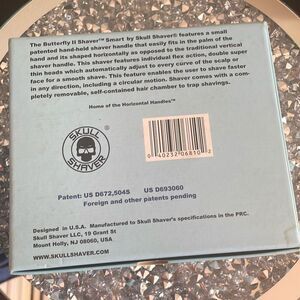 The Butterfly II Shaver™ Smart by Skull Shaver® features a small
patented hand-held shaver handle that easily fits in the palm of the
hand and its shaped horizontally as opposed to the traditional vertical
shaver handle. This shaver features individual flex action, double super
thin heads which automatically adjust to every curve of the scalp or
face for a smooth shave. This feature enables the user to shave faster
in any direction, including a circular motion. Shaver comes with a com-
pletely removable, self-contained hair chamber to trap shavings.
Home of the Horizontal Handles™
SKULL
SHAVER
0 40232 06810 2
Patent: US D672,504S US D693060
Foreign and other patents pending
Designed in U.S.A. Manufactured to Skull Shaver's specifications in the PRC.
Skull Shaver LLC, 19 Grant St
Mount Holly, NJ 08060, USA
WWW.SKULLSHAVER.COM